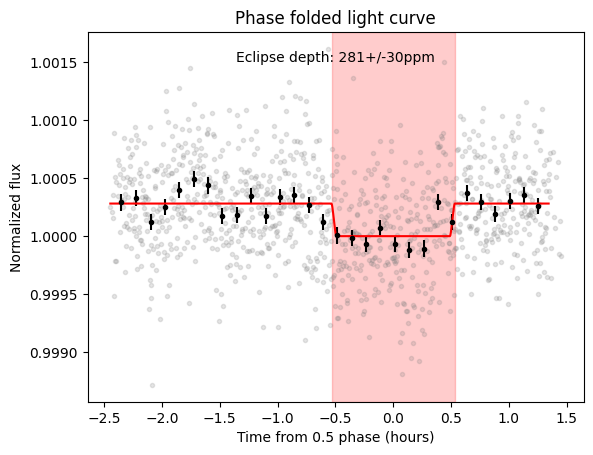 Phase folded light curve
Eclipse depth: 281+/-30ppm
Normalized flux
1.0015
1.0010
1.0005
1.0000
0.9995
0.9990
−2.5 −2.0 −1.5 −1.0 −0.5 0.0 0.5 1.0 1.5
Time from 0.5 phase (hours)